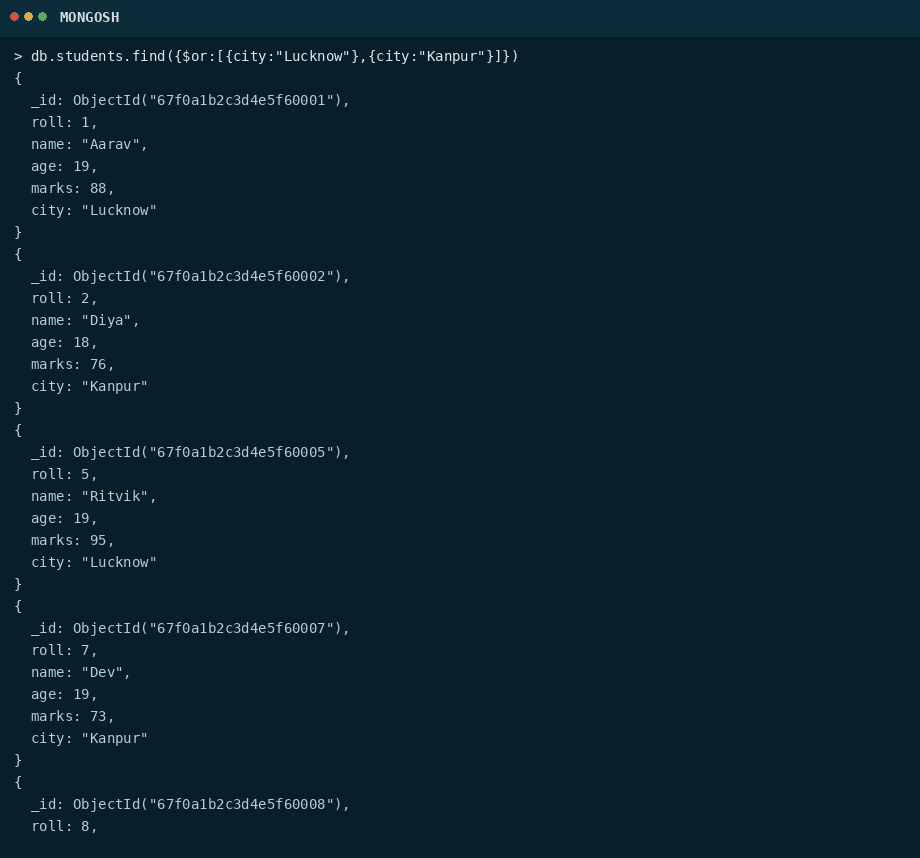 MONGOSH
> db.students.find({$or:[{city:"Lucknow"},{city:"Kanpur"}]})
{
  _id: ObjectId("67f0a1b2c3d4e5f60001"),
  roll: 1,
  name: "Aarav",
  age: 19,
  marks: 88,
  city: "Lucknow"
}
{
  _id: ObjectId("67f0a1b2c3d4e5f60002"),
  roll: 2,
  name: "Diya",
  age: 18,
  marks: 76,
  city: "Kanpur"
}
{
  _id: ObjectId("67f0a1b2c3d4e5f60005"),
  roll: 5,
  name: "Ritvik",
  age: 19,
  marks: 95,
  city: "Lucknow"
}
{
  _id: ObjectId("67f0a1b2c3d4e5f60007"),
  roll: 7,
  name: "Dev",
  age: 19,
  marks: 73,
  city: "Kanpur"
}
{
  _id: ObjectId("67f0a1b2c3d4e5f60008"),
  roll: 8,